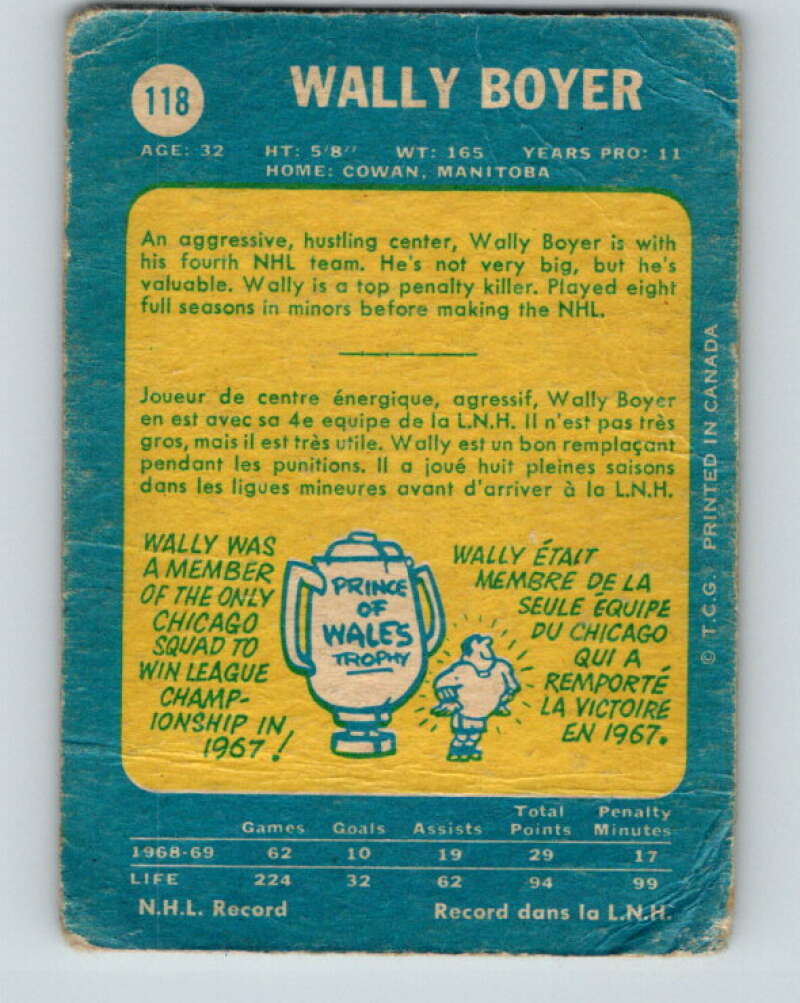 118
WALLY BOYER
AGE: 32 HT: 5'8" WT: 165 YEARS PRO: 11
HOME: COWAN, MANITOBA
An aggressive, hustling center, Wally Boyer is with
his fourth NHL team. He's not very big, but he's
valuable. Wally is a top penalty killer. Played eight
full seasons in minors before making the NHL.
Joueur de centre énergique, agressif, Wally Boyer
en est avec sa 4e equipe de la L.N.H. Il n'est pas très
gros, mais il est très utile. Wally est un bon remplaçant
pendant les punitions. Il a joué huit pleines saisons
dans les ligues mineures avant d'arriver à la L.N.H.
WALLY WAS
A MEMBER
OF THE ONLY
CHICAGO
SQUAD TO
WIN LEAGUE
CHAMP-
IONSHIP IN
1967!
PRINCE
OF
WALES
TROPHY
WALLY ÉTAIT
MEMBRE DE LA
SEULE ÉQUIPE
DU CHICAGO
QUI A
REMPORTÉ
LA VICTOIRE
EN 1967.
© T.C.G. PRINTED IN CANADA
Games Goals Assists Total Points Penalty Minutes
1968-69 62 10 19 29 17
LIFE 224 32 62 94 99
N.H.L. Record Record dans la L.N.H.